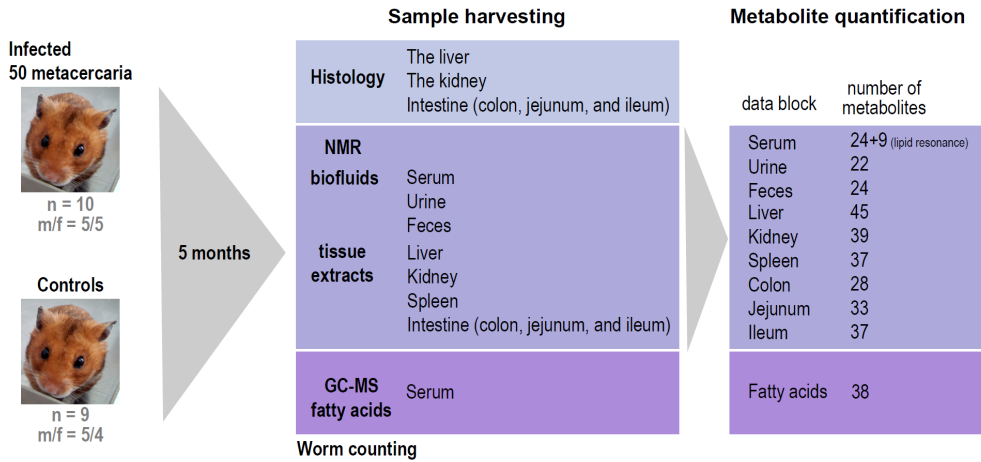 Sample harvesting
Metabolite quantification
Infected
50 metacercaria
n = 10
m/f = 5/5
Controls
n = 9
m/f = 5/4
5 months
Histology
The liver
The kidney
Intestine (colon, jejunum, and ileum)
NMR
biofluids
Serum
Urine
Feces
tissue
extracts
Liver
Kidney
Spleen
Intestine (colon, jejunum, and ileum)
GC-MS
fatty acids
Serum
Worm counting
data block
number of
metabolites
Serum 24+9 (lipid resonance)
Urine 22
Feces 24
Liver 45
Kidney 39
Spleen 37
Colon 28
Jejunum 33
Ileum 37
Fatty acids 38